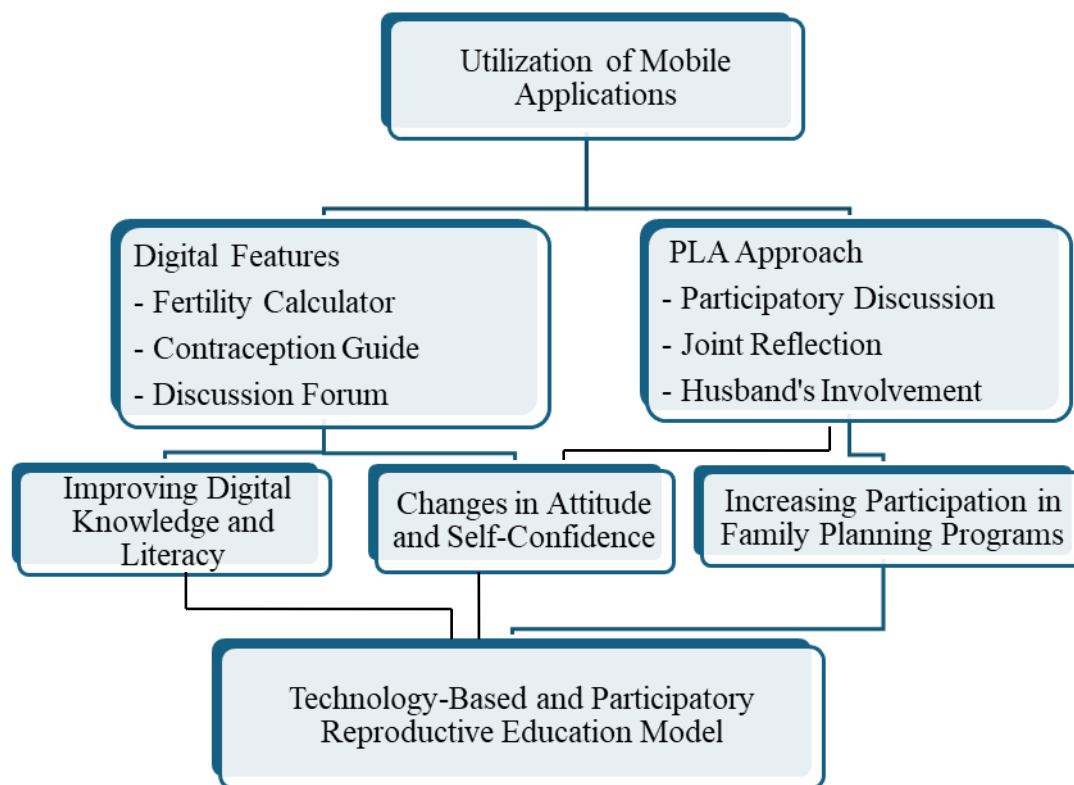 Utilization of Mobile
Applications
Digital Features
- Fertility Calculator
- Contraception Guide
- Discussion Forum
PLA Approach
- Participatory Discussion
- Joint Reflection
- Husband's Involvement
Improving Digital
Knowledge and
Literacy
Changes in Attitude
and Self-Confidence
Increasing Participation in
Family Planning Programs
Technology-Based and Participatory
Reproductive Education Model